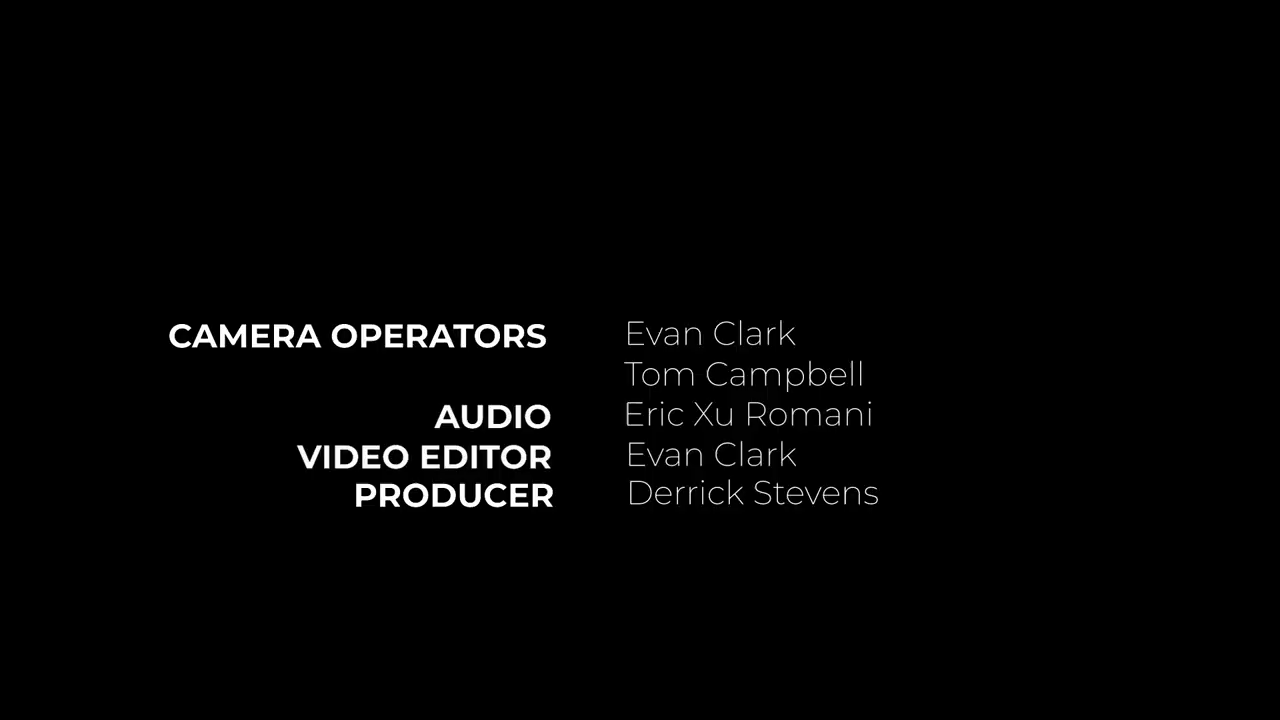 CAMERA OPERATORS Evan Clark
Tom Campbell
AUDIO Eric Xu Romani
VIDEO EDITOR Evan Clark
PRODUCER Derrick Stevens